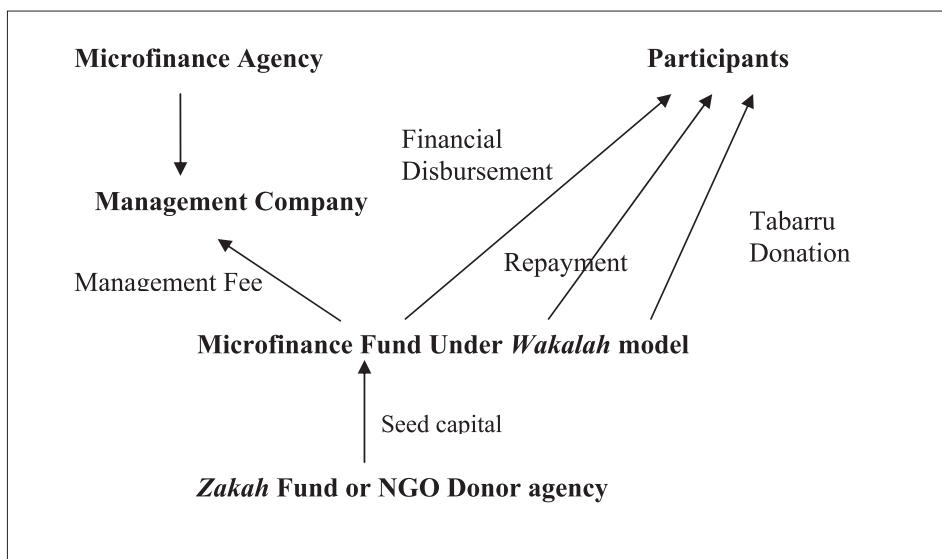 Microfinance Agency
Participants
Financial
Disbursement
Management Company
Tabarru
Donation
Repayment
Management Fee
Microfinance Fund Under Wakalah model
Seed capital
Zakah Fund or NGO Donor agency